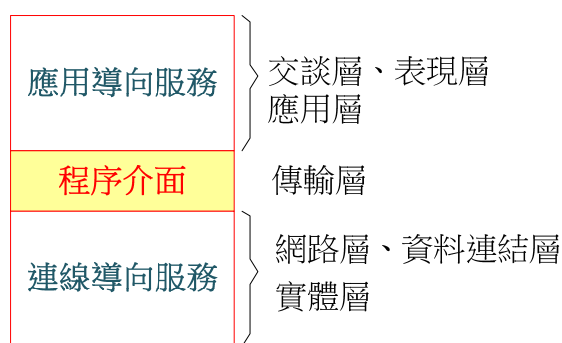 應用導向服務
交談層、表現層
應用層
程序介面
傳輸層
連線導向服務
網路層、資料連結層
實體層